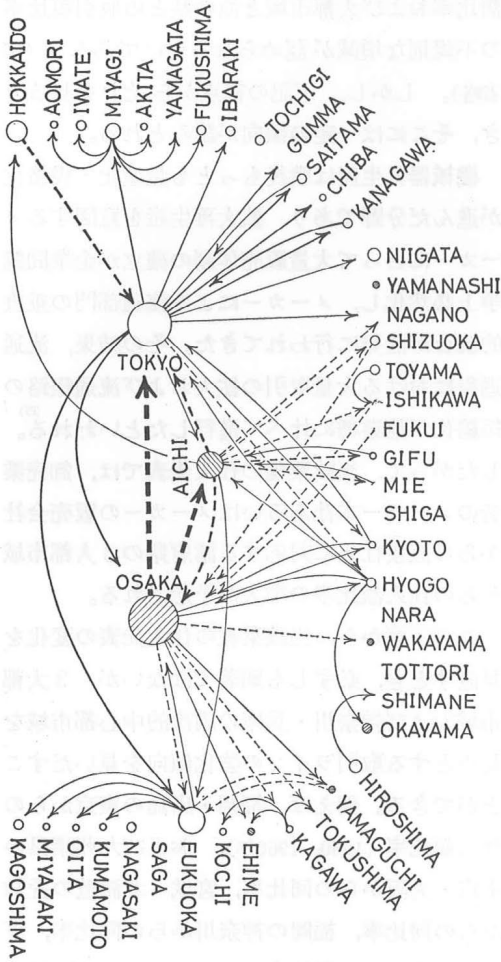 HOKKAIDO
AOMORI
IWATE
MIYAGI
AKITA
YAMAGATA
FUKUSHIMA
IBARAKI
TOCHIGI
GUMMA
SAITAMA
CHIBA
KANAGAWA
NIIGATA
YAMANASHI
NAGANO
SHIZUOKA
TOYAMA
ISHIKAWA
FUKUI
GIFU
MIE
SHIGA
KYOTO
HYOGO
NARA
WAKAYAMA
TOTTORI
SHIMANE
OKAYAMA
HIROSHIMA
YAMAGUCHI
TOKUSHIMA
KAGAWA
EHIME
KOCHI
FUKUOKA
SAGA
NAGASAKI
KUMAMOTO
OITA
MIYAZAKI
KAGOSHIMA
TOKYO
AICHI
OSAKA